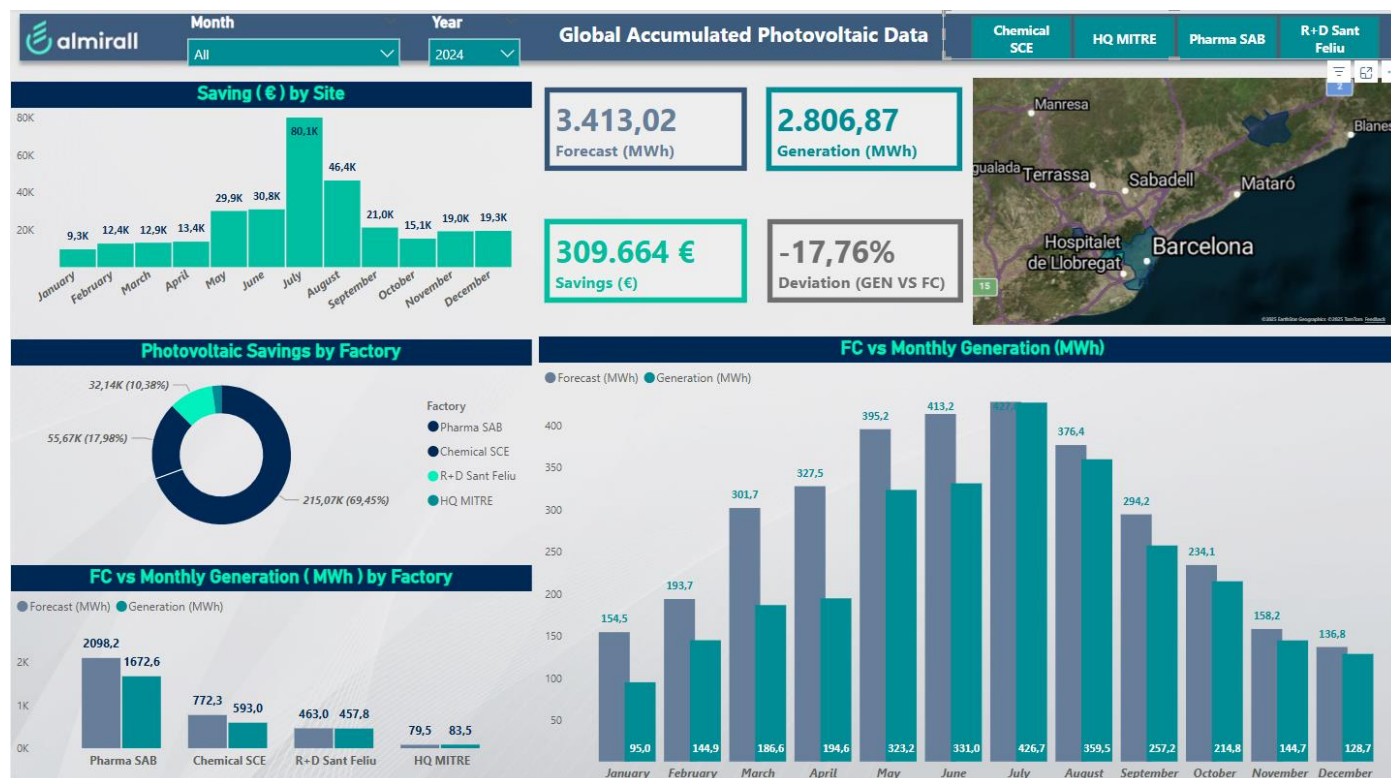 almirall
Month
All
Year
2024
Global Accumulated Photovoltaic Data
Chemical
SCE
HQ MITRE
Pharma SAB
R+D Sant
Feliu
Saving ( € ) by Site
80K
60K
40K
20K
9,3K
12,4K
12,9K
13,4K
29,9K
30,8K
80,1K
46,4K
21,0K
15,1K
19,0K
19,3K
January
February
March
April
May
June
July
August
September
October
November
December
3.413,02
Forecast (MWh)
2.806,87
Generation (MWh)
309.664 €
Savings (€)
-17,76%
Deviation (GEN VS FC)
Manresa
2
Blanes
gualada
Terrassa
Sabadell
Mataró
Hospitalet
de Llobregat
Barcelona
15
©2025 EarthStar Geographics ©2025 TomTom Feedback
Photovoltaic Savings by Factory
32,14K (10,38%)
55,67K (17,98%)
215,07K (69,45%)
Factory
Pharma SAB
Chemical SCE
R+D Sant Feliu
HQ MITRE
FC vs Monthly Generation ( MWh ) by Factory
Forecast (MWh)
Generation (MWh)
2K
1K
0K
2098,2
1672,6
772,3
593,0
463,0
457,8
79,5
83,5
Pharma SAB
Chemical SCE
R+D Sant Feliu
HQ MITRE
FC vs Monthly Generation (MWh)
Forecast (MWh)
Generation (MWh)
400
350
300
250
200
150
100
50
154,5
193,7
301,7
327,5
395,2
413,2
376,4
294,2
234,1
158,2
136,8
95,0
144,9
186,6
194,6
323,2
331,0
426,7
359,5
257,2
214,8
144,7
128,7
January
February
March
April
May
June
July
August
September
October
November
December